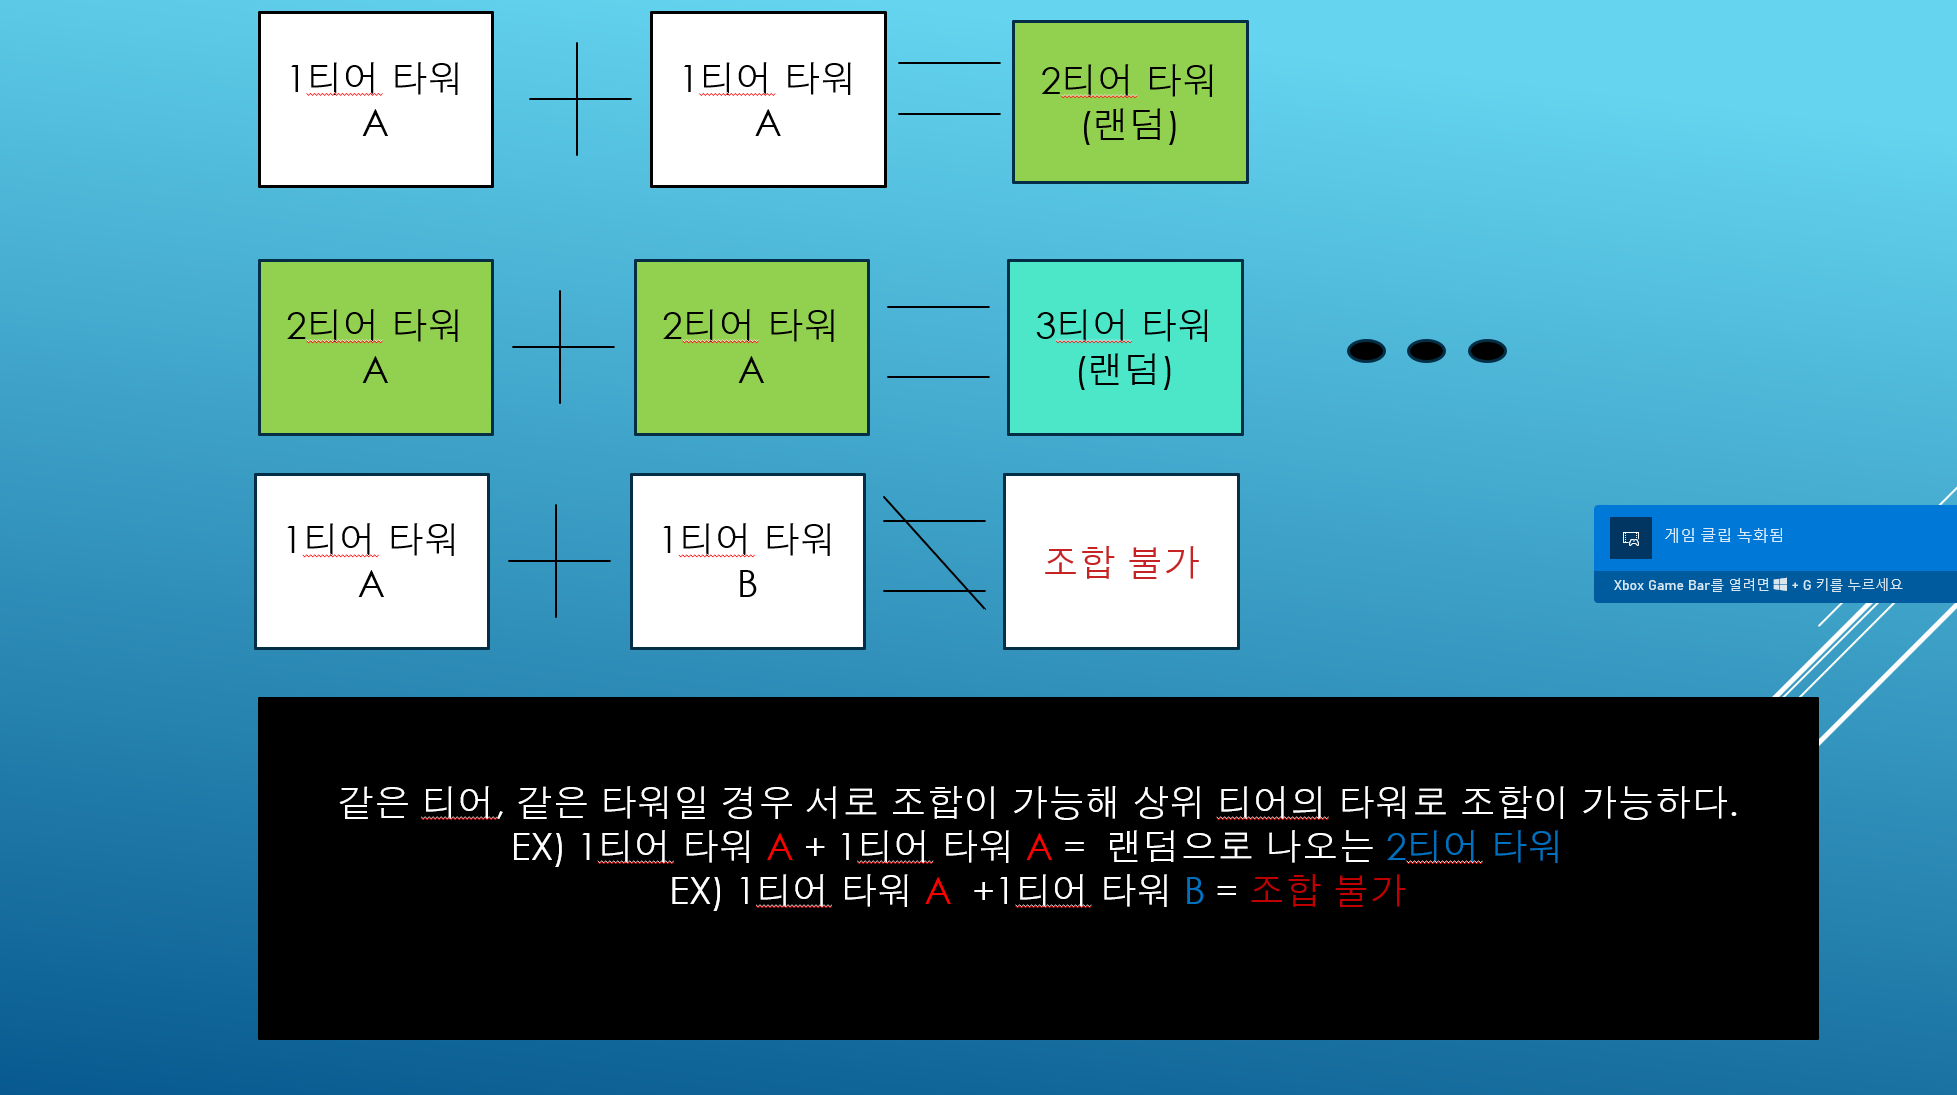 1티어 타워
A
1티어 타워
A
2티어 타워
(랜덤)
2티어 타워
A
2티어 타워
A
3티어 타워
(랜덤)
1티어 타워
A
1티어 타워
B
조합 불가
게임 클립 녹화됨
Xbox Game Bar를 열려면 + G 키를 누르세요
같은 티어, 같은 타워일 경우 서로 조합이 가능해 상위 티어의 타워로 조합이 가능하다.
EX) 1티어 타워 A + 1티어 타워 A = 랜덤으로 나오는 2티어 타워
EX) 1티어 타워 A +1티어 타워 B = 조합 불가